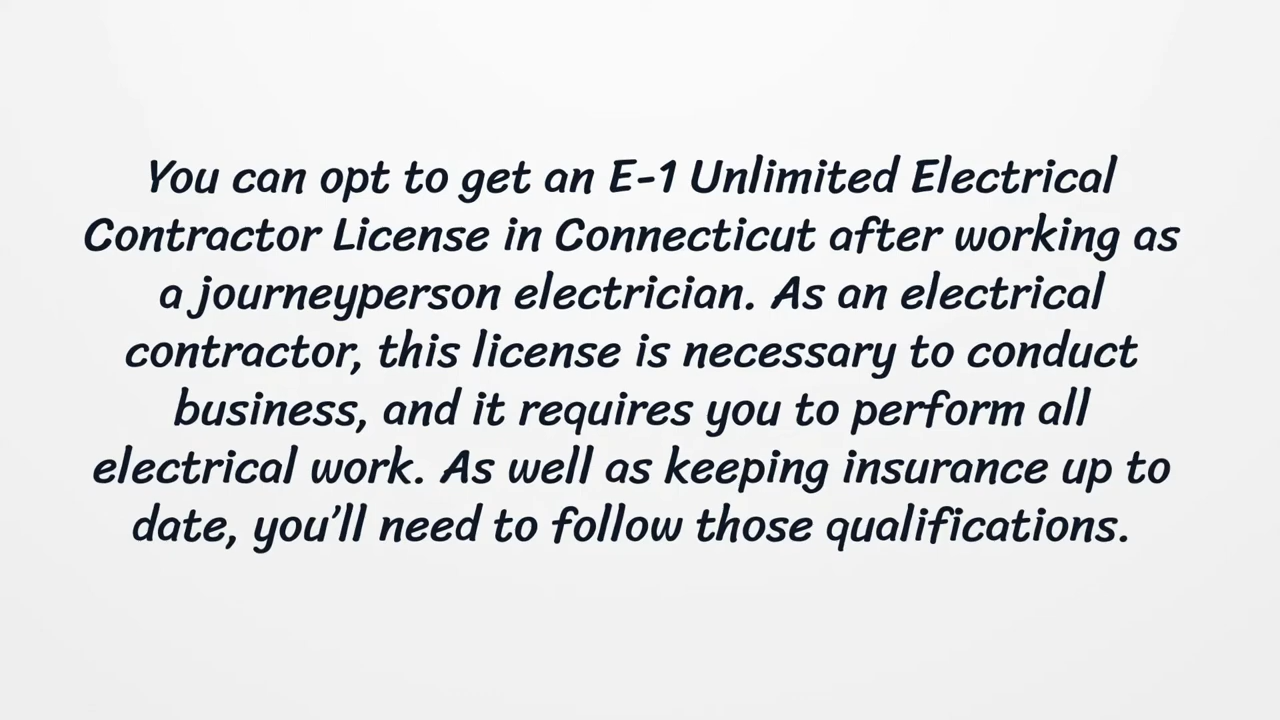 You can opt to get an E-1 Unlimited Electrical
Contractor License in Connecticut after working as
a journeyperson electrician. As an electrical
contractor, this license is necessary to conduct
business, and it requires you to perform all
electrical work. As well as keeping insurance up to
date, you’ll need to follow those qualifications.